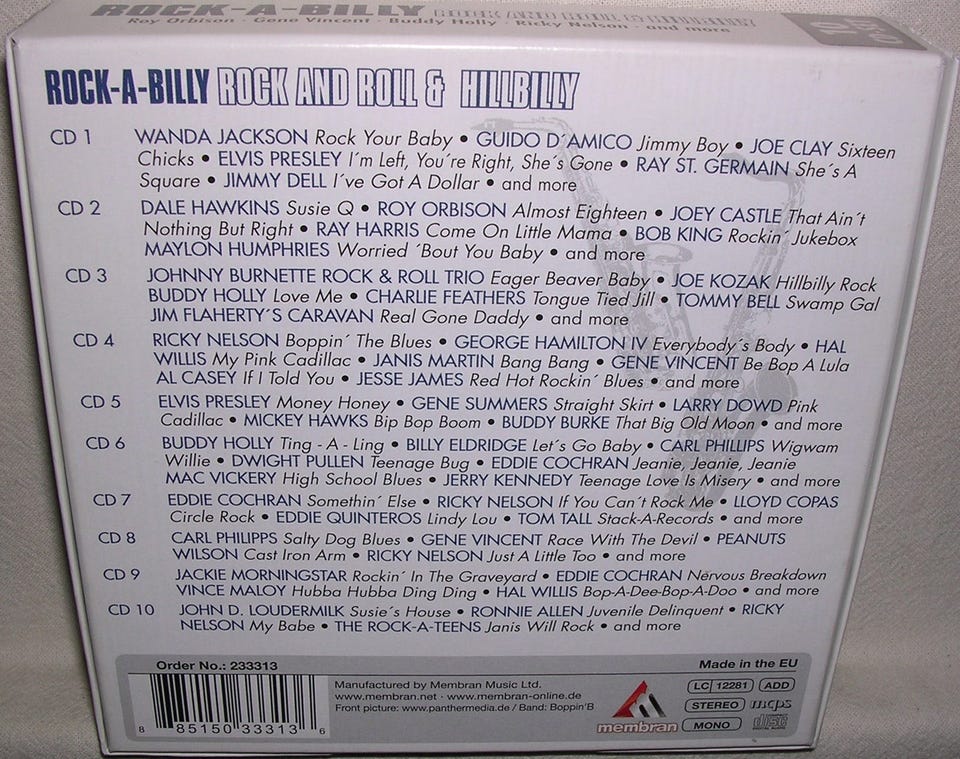 ROCK-A-BILLY ROCK AND ROLL & HILLBILLY
Roy Orbison · Gene Vincent · Buddy Holly · Ricky Nelson · and more
10
ROCK-A-BILLY ROCK AND ROLL & HILLBILLY
CD 1 WANDA JACKSON Rock Your Baby • GUIDO D´AMICO Jimmy Boy • JOE CLAY Sixteen
Chicks • ELVIS PRESLEY I´m Left, You´re Right, She´s Gone • RAY ST. GERMAIN She´s A
Square • JIMMY DELL I´ve Got A Dollar • and more
CD 2 DALE HAWKINS Susie Q • ROY ORBISON Almost Eighteen • JOEY CASTLE That Ain´t
Nothing But Right • RAY HARRIS Come On Little Mama • BOB KING Rockin´ Jukebox
MAYLON HUMPHRIES Worried ´Bout You Baby • and more
CD 3 JOHNNY BURNETTE ROCK & ROLL TRIO Eager Beaver Baby • JOE KOZAK Hillbilly Rock
BUDDY HOLLY Love Me • CHARLIE FEATHERS Tongue Tied Jill • TOMMY BELL Swamp Gal
JIM FLAHERTY´S CARAVAN Real Gone Daddy • and more
CD 4 RICKY NELSON Boppin´ The Blues • GEORGE HAMILTON IV Everybody´s Body • HAL
WILLIS My Pink Cadillac • JANIS MARTIN Bang Bang • GENE VINCENT Be Bop A Lula
AL CASEY If I Told You • JESSE JAMES Red Hot Rockin´ Blues • and more
CD 5 ELVIS PRESLEY Money Honey • GENE SUMMERS Straight Skirt • LARRY DOWD Pink
Cadillac • MICKEY HAWKS Bip Bop Boom • BUDDY BURKE That Big Old Moon • and more
CD 6 BUDDY HOLLY Ting - A - Ling • BILLY ELDRIDGE Let´s Go Baby • CARL PHILLIPS Wigwam
Willie • DWIGHT PULLEN Teenage Bug • EDDIE COCHRAN Jeanie, Jeanie, Jeanie
MAC VICKERY High School Blues • JERRY KENNEDY Teenage Love Is Misery • and more
CD 7 EDDIE COCHRAN Somethin´ Else • RICKY NELSON If You Can´t Rock Me • LLOYD COPAS
Circle Rock • EDDIE QUINTEROS Lindy Lou • TOM TALL Stack-A-Records • and more
CD 8 CARL PHILIPPS Salty Dog Blues • GENE VINCENT Race With The Devil • PEANUTS
WILSON Cast Iron Arm • RICKY NELSON Just A Little Too • and more
CD 9 JACKIE MORNINGSTAR Rockin´ In The Graveyard • EDDIE COCHRAN Nervous Breakdown
VINCE MALOY Hubba Hubba Ding Ding • HAL WILLIS Bop-A-Dee-Bop-A-Doo • and more
CD 10 JOHN D. LOUDERMILK Susie´s House • RONNIE ALLEN Juvenile Delinquent • RICKY
NELSON My Babe • THE ROCK-A-TEENS Janis Will Rock • and more
Order No.: 233313
Made in the EU
Manufactured by Membran Music Ltd.
www.membran.net · www.membran-online.de
Front picture: www.panthermedia.de / Band: Boppin´B
8 85150 33313 6
membran
LC 12281 ADD
STEREO mcps
MONO COMPACT disc DIGITAL AUDIO